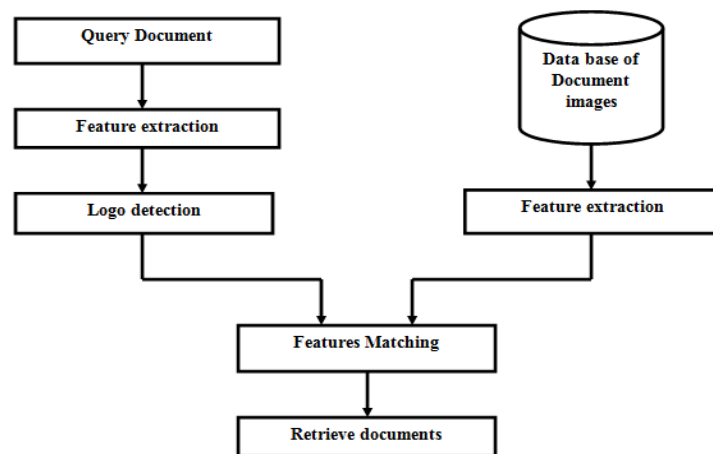 Query Document
Data base of
Document
images
Feature extraction
Logo detection
Feature extraction
Features Matching
Retrieve documents